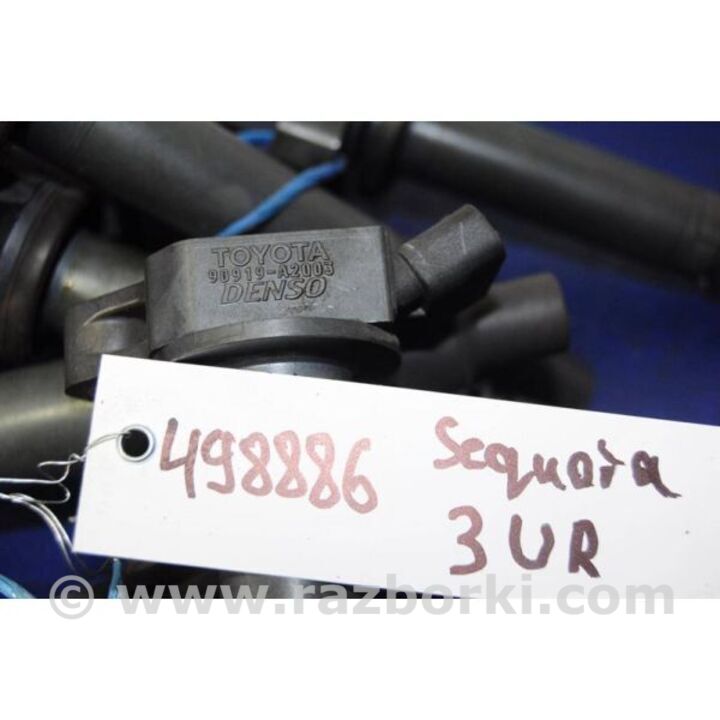 TOYOTA
90919-A2003
DENSO
498886 Sequoia
3UR
© www.razborki.com